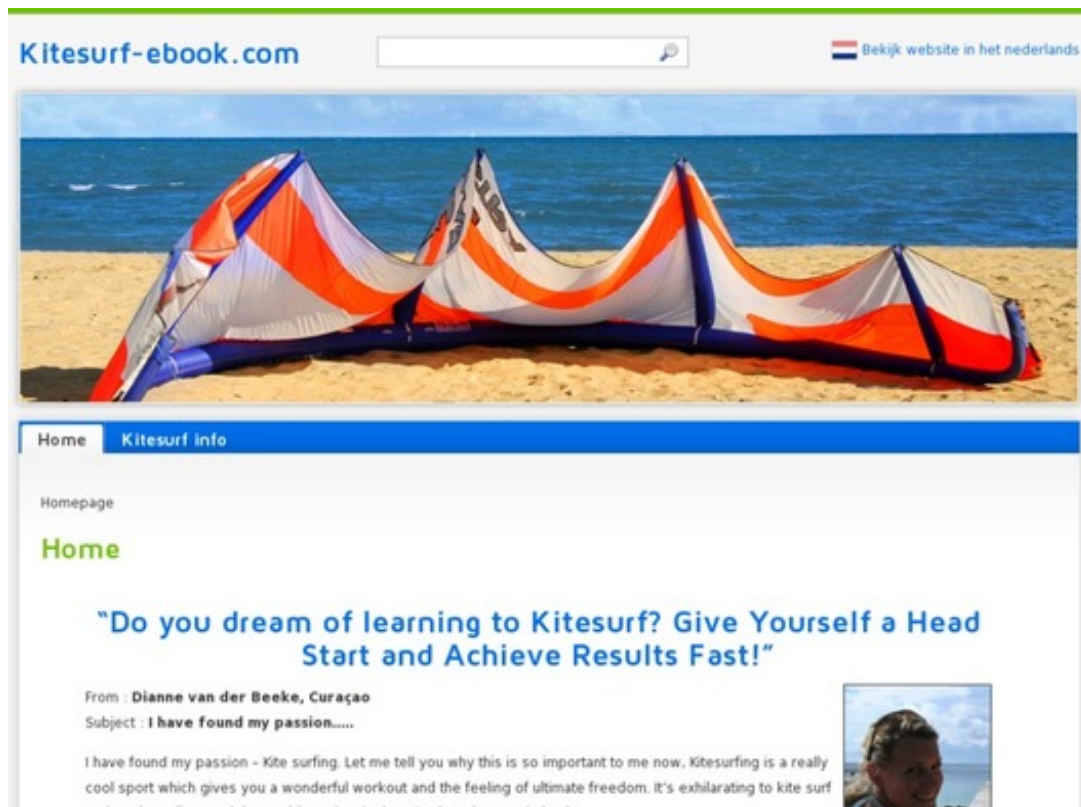 Kitesurf-ebook.com
Bekijk website in het nederlands
Home
Kitesurf info
Homepage
Home
“Do you dream of learning to Kitesurf? Give Yourself a Head
Start and Achieve Results Fast!”
From : Dianne van der Beeke, Curaçao
Subject : I have found my passion.....
I have found my passion – Kite surfing. Let me tell you why this is so important to me now, Kitesurfing is a really
cool sport which gives you a wonderful workout and the feeling of ultimate freedom. It's exhilarating to kite surf